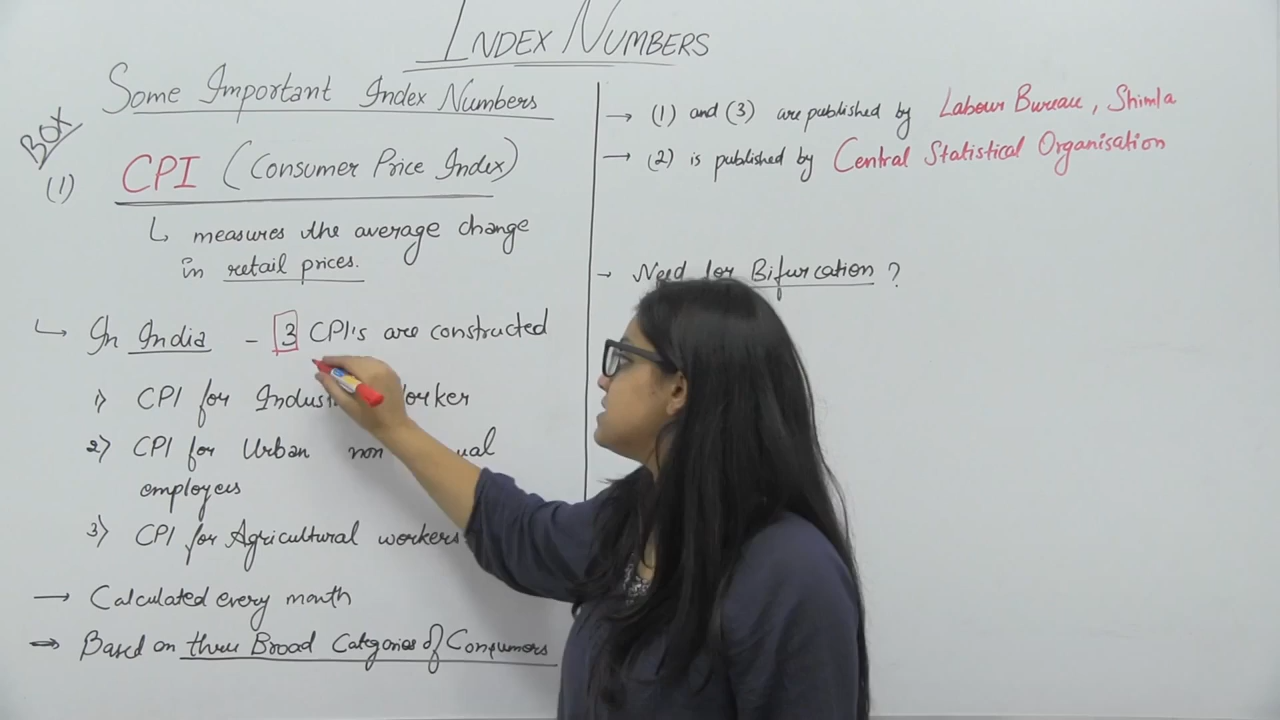 INDEX NUMBERS
Some Important Index Numbers
BOX
(1) CPI (Consumer Price Index)
↳ measures the average change
in retail prices.
↳ In India - 3 CPI's are constructed
1) CPI for Indust orker
2) CPI for Urban non ual
employees
3) CPI for Agricultural workers
→ Calculated every month
⇒ Based on three Broad Categories of Consumers
→ (1) and (3) are published by Labour Bureau, Shimla
→ (2) is published by Central Statistical Organisation
→ Need for Bifurcation ?